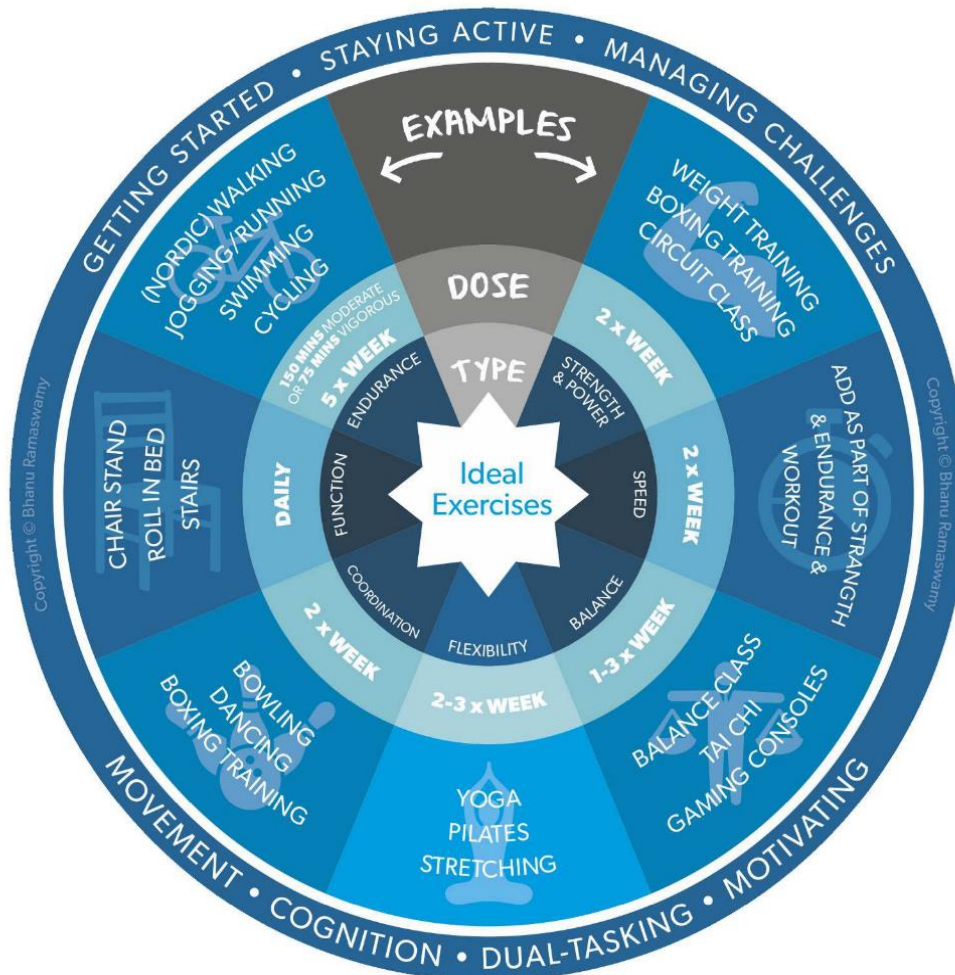 GETTING STARTED • STAYING ACTIVE • MANAGING CHALLENGES
EXAMPLES
DOSE
TYPE
Ideal
Exercises
WEIGHT TRAINING
BOXING TRAINING
CIRCUIT CLASS
2 x WEEK
STRENGTH
& POWER
ADD AS PART OF STRANGTH
& ENDURANCE &
WORKOUT
2 x WEEK
SPEED
BALANCE CLASS
TAI CHI
GAMING CONSOLES
1-3 x WEEK
BALANCE
YOGA
PILATES
STRETCHING
2-3 x WEEK
FLEXIBILITY
BOWLING
DANCING
BOXING TRAINING
2 x WEEK
COORDINATION
CHAIR STAND
ROLL IN BED
STAIRS
DAILY
FUNCTION
(NORDIC) WALKING
JOGGING/RUNNING
SWIMMING
CYCLING
150 MINS MODERATE
OR 75 MINS VIGOROUS
5 x WEEK
ENDURANCE
MOVEMENT • COGNITION • DUAL-TASKING • MOTIVATING
Copyright © Bhanu Ramaswamy
Copyright © Bhanu Ramaswamy